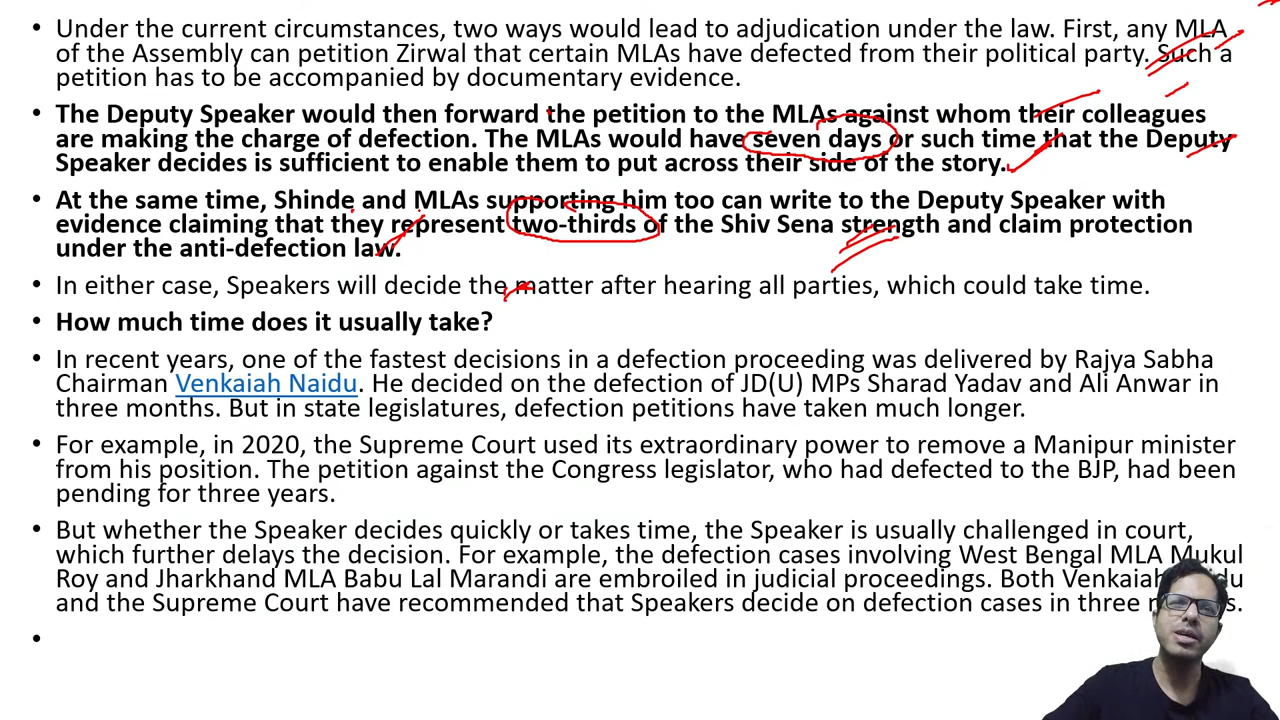 • Under the current circumstances, two ways would lead to adjudication under the law. First, any MLA
of the Assembly can petition Zirwal that certain MLAs have defected from their political party. Such a
petition has to be accompanied by documentary evidence.
• The Deputy Speaker would then forward the petition to the MLAs against whom their colleagues
are making the charge of defection. The MLAs would have seven days or such time that the Deputy
Speaker decides is sufficient to enable them to put across their side of the story.
• At the same time, Shinde and MLAs supporting him too can write to the Deputy Speaker with
evidence claiming that they represent two-thirds of the Shiv Sena strength and claim protection
under the anti-defection law.
• In either case, Speakers will decide the matter after hearing all parties, which could take time.
• How much time does it usually take?
• In recent years, one of the fastest decisions in a defection proceeding was delivered by Rajya Sabha
Chairman Venkaiah Naidu. He decided on the defection of JD(U) MPs Sharad Yadav and Ali Anwar in
three months. But in state legislatures, defection petitions have taken much longer.
• For example, in 2020, the Supreme Court used its extraordinary power to remove a Manipur minister
from his position. The petition against the Congress legislator, who had defected to the BJP, had been
pending for three years.
• But whether the Speaker decides quickly or takes time, the Speaker is usually challenged in court,
which further delays the decision. For example, the defection cases involving West Bengal MLA Mukul
Roy and Jharkhand MLA Babu Lal Marandi are embroiled in judicial proceedings. Both Venkaiah
and the Supreme Court have recommended that Speakers decide on defection cases in three
•